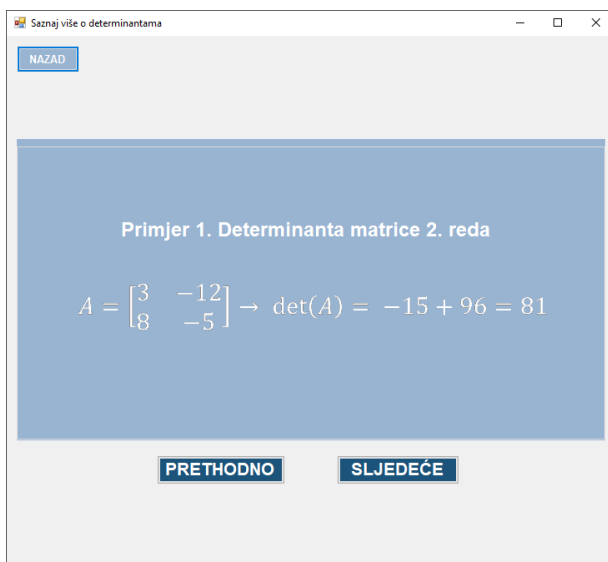 Saznaj više o determinantama
NAZAD
Primjer 1. Determinanta matrice 2. reda
A = [3 −12
8 −5] → det(A) = −15 + 96 = 81
PRETHODNO
SLJEDEĆE